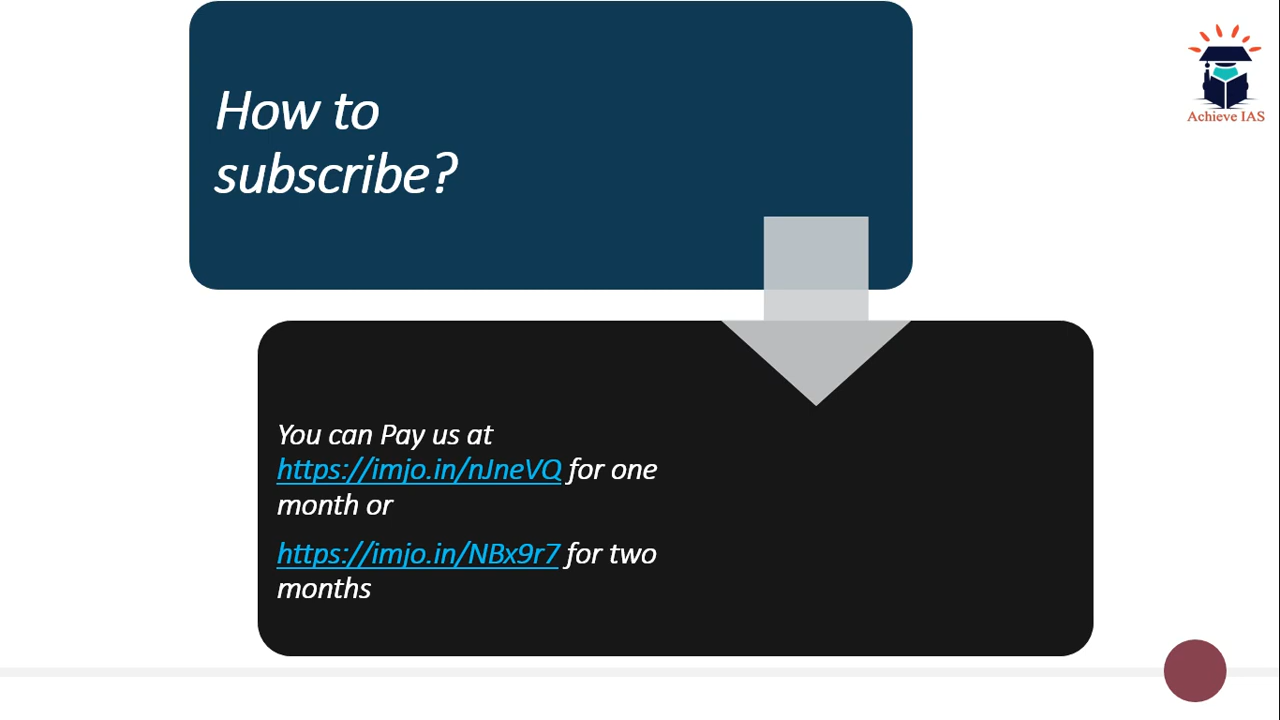 How to
subscribe?
Achieve IAS
You can Pay us at
https://imjo.in/nJneVQ for one
month or
https://imjo.in/NBx9r7 for two
months